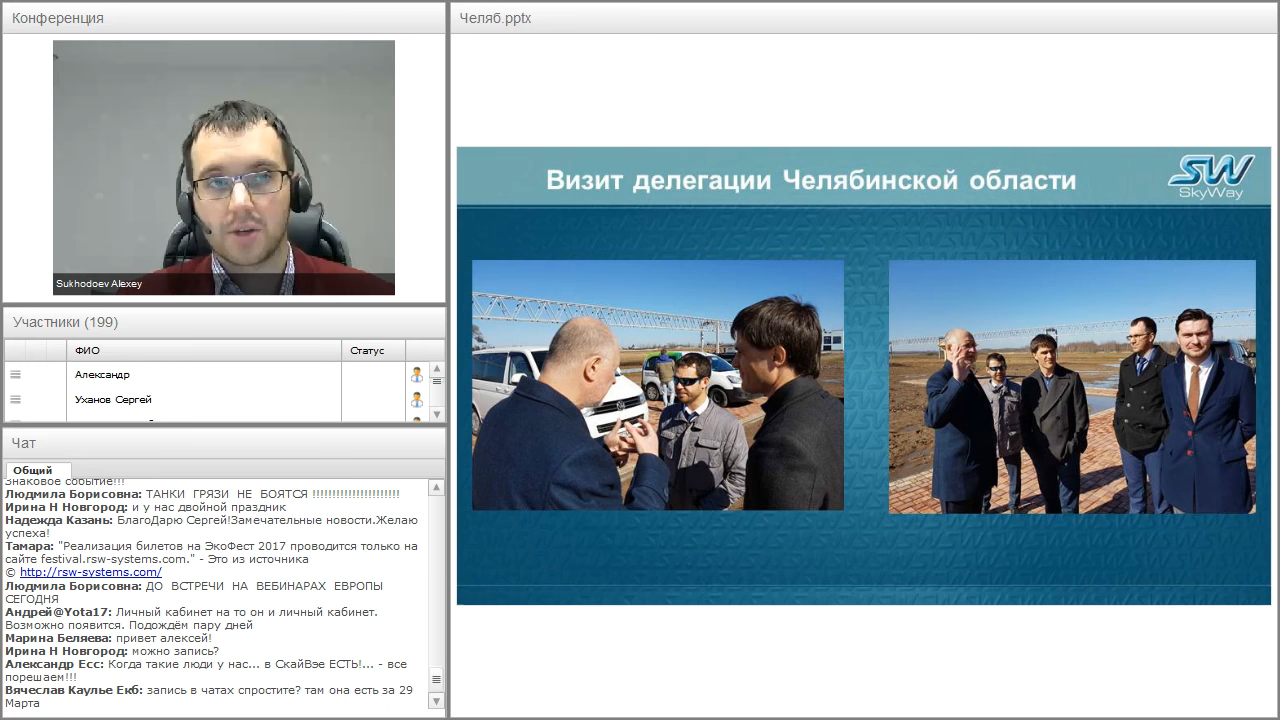 Конференция
Sukhodoev Alexey
Участники (199)
ФИО
Статус
Александр
Уханов Сергей
Чат
Общий
Знаковое событие!!!
Людмила Борисовна: ТАНКИ ГРЯЗИ НЕ БОЯТСЯ !!!!!!!!!!!!!!!!!!!!!!
Ирина Н Новгород: и у нас двойной праздник
Надежда Казань: БлагоДарю Сергей!Замечательные новости.Желаю
успеха!
Тамара: "Реализация билетов на ЭкоФест 2017 проводится только на
сайте festival.rsw-systems.com." - Это из источника
© http://rsw-systems.com/
Людмила Борисовна: ДО ВСТРЕЧИ НА ВЕБИНАРАХ ЕВРОПЫ
СЕГОДНЯ
Андрей@Yota17: Личный кабинет на то он и личный кабинет.
Возможно появится. Подождём пару дней
Марина Беляева: привет алексей!
Ирина Н Новгород: можно запись?
Александр Есс: Когда такие люди у нас... в СкайВэе ЕСТЬ!... - все
порешаем!!!
Вячеслав Каулье Екб: запись в чатах спростите? там она есть за 29
Марта
Челяб.pptx
Визит делегации Челябинской области
SW
SkyWay